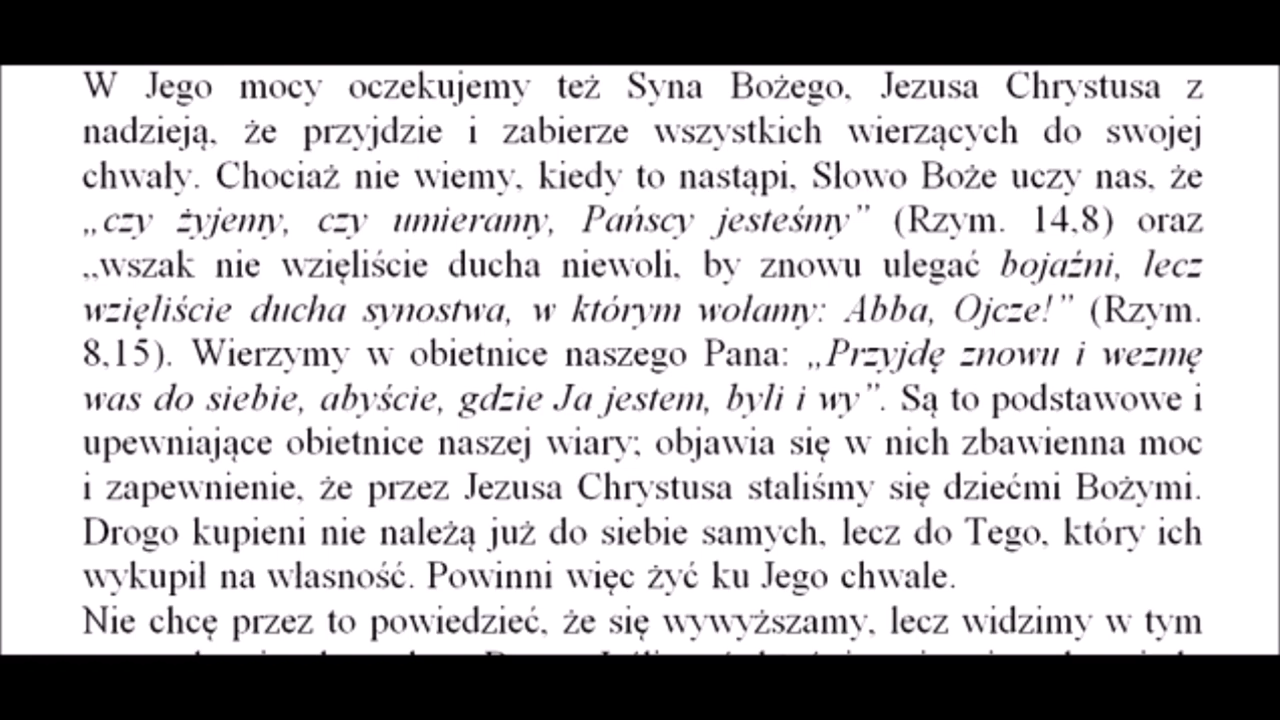 W Jego mocy oczekujemy też Syna Bożego, Jezusa Chrystusa z
nadzieją, że przyjdzie i zabierze wszystkich wierzących do swojej
chwały. Chociaż nie wiemy, kiedy to nastąpi, Słowo Boże uczy nas, że
„czy żyjemy, czy umieramy, Pańscy jesteśmy” (Rzym. 14,8) oraz
„wszak nie wzięliście ducha niewoli, by znowu ulegać bojaźni, lecz
wzięliście ducha synostwa, w którym wołamy: Abba, Ojcze!” (Rzym.
8,15). Wierzymy w obietnice naszego Pana: „Przyjdę znowu i wezmę
was do siebie, abyście, gdzie Ja jestem, byli i wy”. Są to podstawowe i
upewniające obietnice naszej wiary; objawia się w nich zbawienna moc
i zapewnienie, że przez Jezusa Chrystusa staliśmy się dziećmi Bożymi.
Drogo kupieni nie należą już do siebie samych, lecz do Tego, który ich
wykupił na własność. Powinni więc żyć ku Jego chwale.
Nie chcę przez to powiedzieć, że się wywyższamy, lecz widzimy w tym